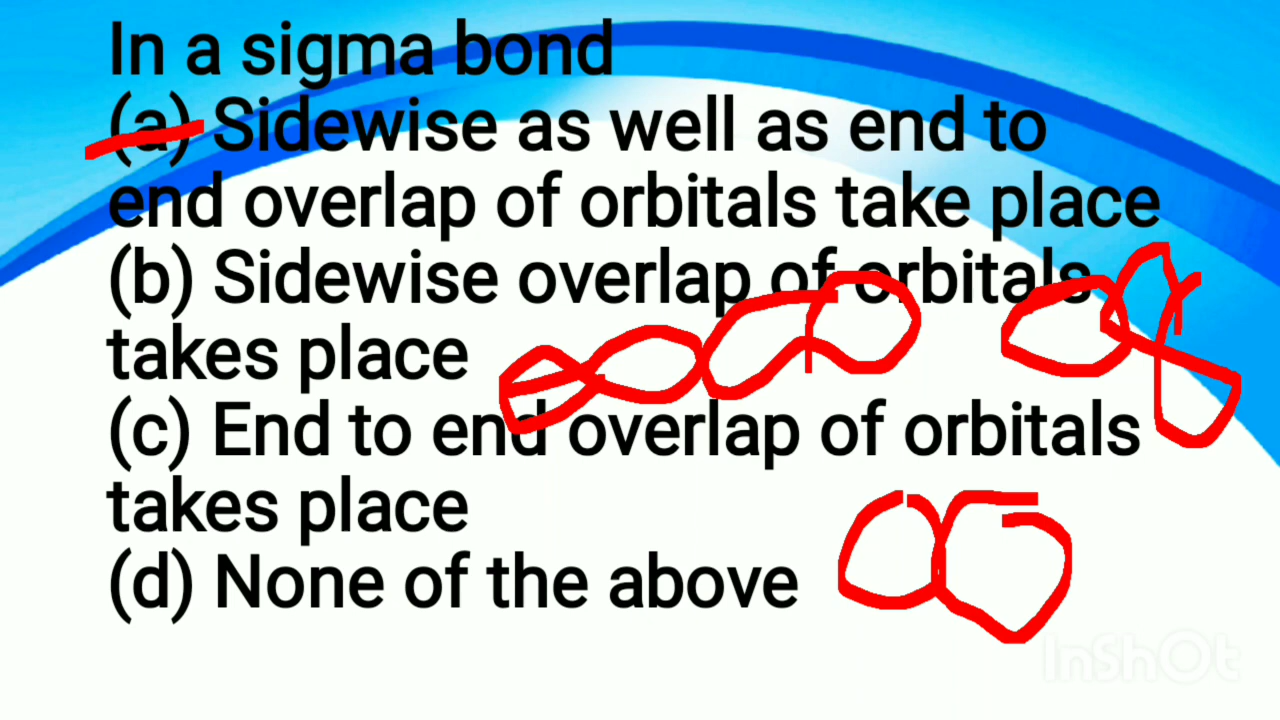 In a sigma bond
(a) Sidewise as well as end to
end overlap of orbitals take place
(b) Sidewise overlap of orbitals
takes place
(c) End to end overlap of orbitals
takes place
(d) None of the above
InShOt